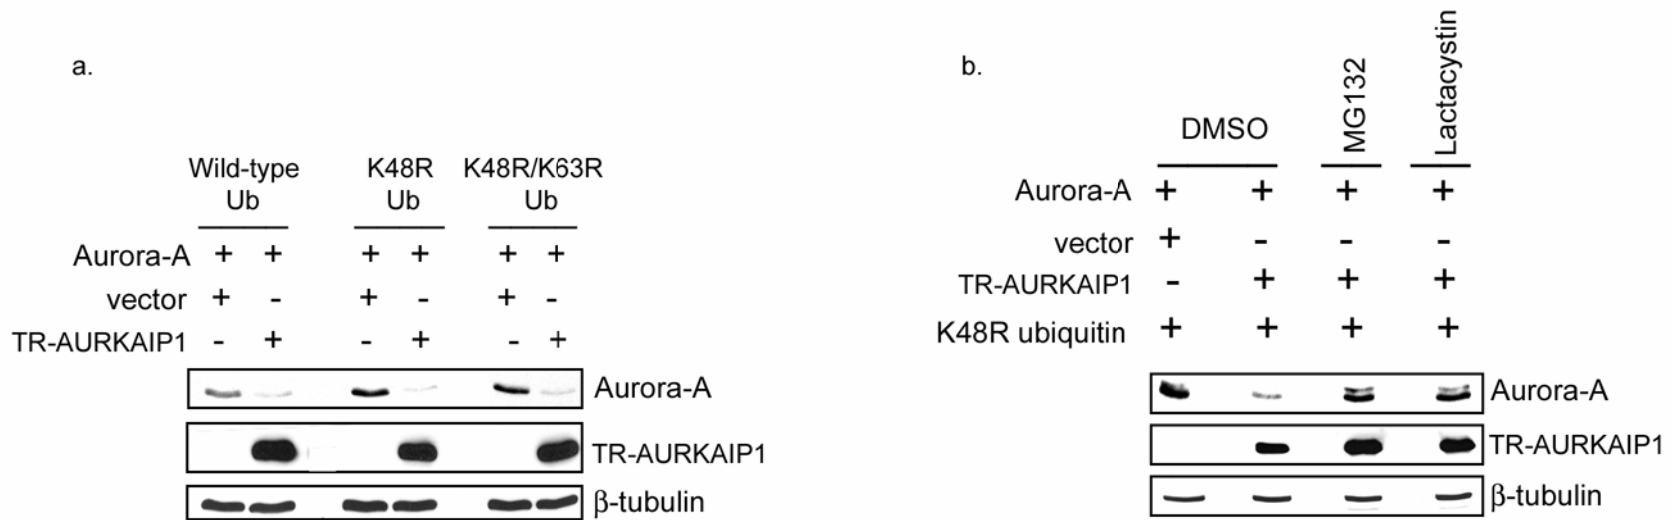 a.
Wild-type K48R K48R/K63R
Ub Ub Ub
Aurora-A + + + + + +
vector + - + - + -
TR-AURKAIP1 - + - + - +
Aurora-A
TR-AURKAIP1
β-tubulin
b.
DMSO MG132 Lactacystin
Aurora-A + + + +
vector + - - -
TR-AURKAIP1 - + + +
K48R ubiquitin + + + +
Aurora-A
TR-AURKAIP1
β-tubulin